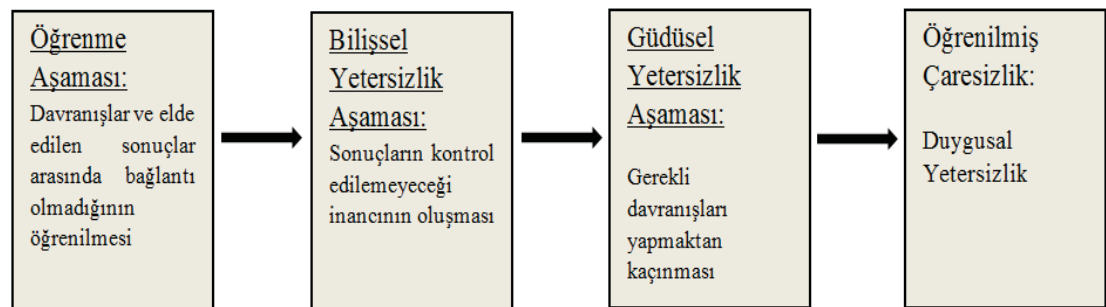 Öğrenme
Aşaması:
Davranışlar ve elde
edilen sonuçlar
arasında bağlantı
olmadığının
öğrenilmesi
Bilişsel
Yetersizlik
Aşaması:
Sonuçların kontrol
edilemeyeceği
inancının oluşması
Güdüsel
Yetersizlik
Aşaması:
Gerekli
davranışları
yapmaktan
kaçınması
Öğrenilmiş
Çaresizlik:
Duygusal
Yetersizlik